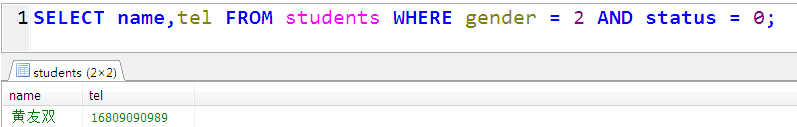 1 SELECT name,tel FROM students WHERE gender = 2 AND status = 0;
students (2×2)
name tel
黄友双 16809090989